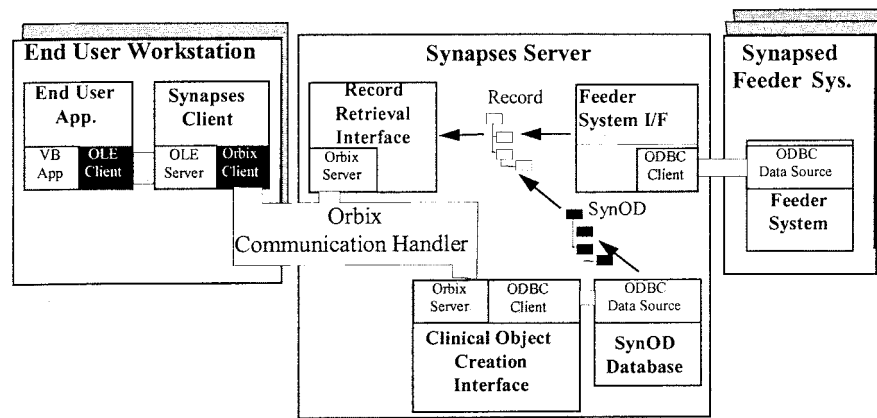 End User Workstation
End User
App.
VB
App
OLE
Client
Synapses
Client
OLE
Server
Orbix
Client
Synapses Server
Record
Retrieval
Interface
Orbix
Server
Record
Feeder
System I/F
ODBC
Client
SynOD
Orbix
Communication Handler
Orbix
Server
ODBC
Client
Clinical Object
Creation
Interface
ODBC
Data Source
SynOD
Database
Synapsed
Feeder Sys.
ODBC
Data Source
Feeder
System